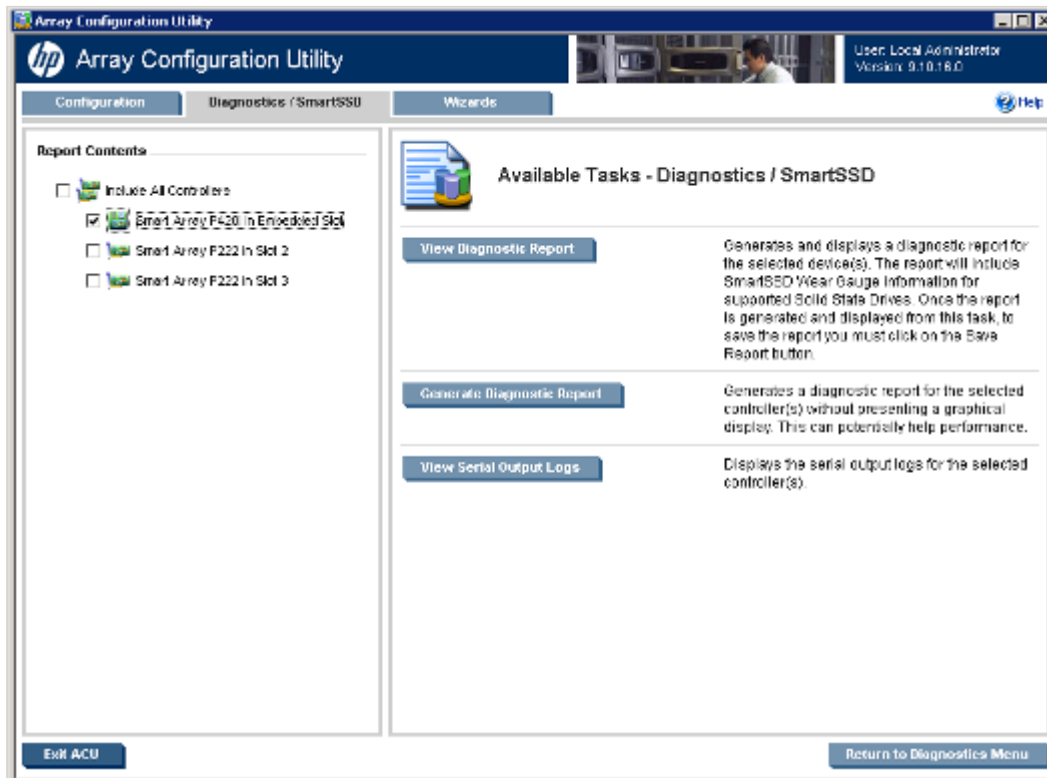 Array Configuration Utility
hp
Array Configuration Utility
User: Local Administrator
Version: 9.10.16.0
Configuration
Diagnostics / SmartSSD
Wizards
Help
Report Contents
Include All Controllers
Smart Array P420i in Embedded Slot
Smart Array P222 in Slot 2
Smart Array P222 in Slot 3
Available Tasks - Diagnostics / SmartSSD
View Diagnostic Report
Generates and displays a diagnostic report for
the selected device(s). The report will include
SmartSSD Wear Gauge information for
supported Solid State Drives. Once the report
is generated and displayed from this task, to
save the report you must click on the Save
Report button.
Generate Diagnostic Report
Generates a diagnostic report for the selected
controller(s) without presenting a graphical
display. This can potentially help performance.
View Serial Output Logs
Displays the serial output logs for the selected
controller(s).
Exit ACU
Return to Diagnostics Menu